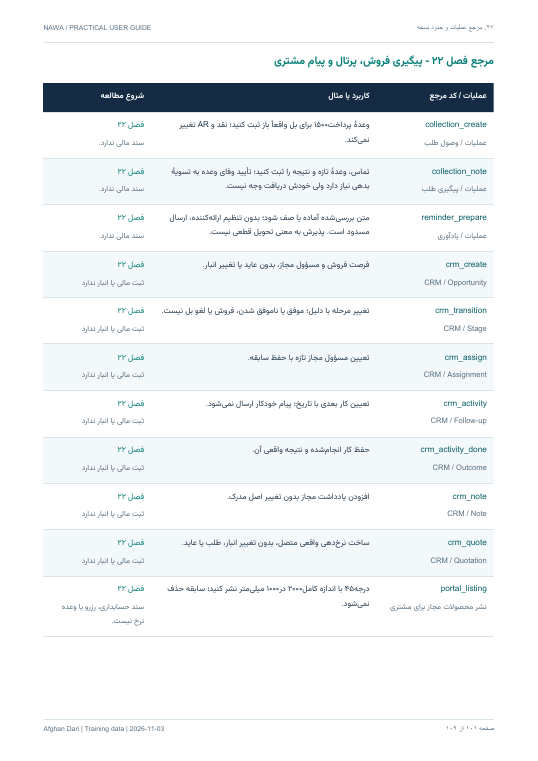 ۲۲. مرجع عملیات و حدود نسخه
NAWA / PRACTICAL USER GUIDE
مرجع فصل ۲۲ - پیگیری فروش، پرتال و پیام مشتری
عملیات / کد مرجع
کاربرد با مثال
شروع مطالعه
collection_create
عملیات / وصول طلب
وعدهٔ پرداخت۱۵۰۰ برای بل واقعاً باز ثبت کنید؛ نقد و AR تغییر
نمی‌کند.
فصل ۲۲
سند مالی ندارد.
collection_note
عملیات / پیگیری طلب
تماس، وعدهٔ تازه و نتیجه را ثبت کنید؛ تأیید وفای وعده به تسویهٔ
بدهی نیاز دارد ولی خودش دریافت وجه نیست.
فصل ۲۲
سند مالی ندارد.
reminder_prepare
عملیات / یادآوری
متن بررسی‌شده آماده یا صف شود؛ بدون تنظیم ارائه‌کننده، ارسال
مسدود است. پذیرش به معنی تحویل قطعی نیست.
فصل ۲۲
سند مالی ندارد.
crm_create
CRM / Opportunity
فرصت فروش و مسؤول مجاز، بدون عاید یا تغییر انبار.
فصل ۲۲
ثبت مالی یا انبار ندارد
crm_transition
CRM / Stage
تغییر مرحله با دلیل؛ موفق یا ناموفق شدن، فروش یا لغو بل نیست.
فصل ۲۲
ثبت مالی یا انبار ندارد
crm_assign
CRM / Assignment
تعیین مسؤول مجاز تازه با حفظ سابقه.
فصل ۲۲
ثبت مالی یا انبار ندارد
crm_activity
CRM / Follow-up
تعیین کار بعدی با تاریخ؛ پیام خودکار ارسال نمی‌شود.
فصل ۲۲
ثبت مالی یا انبار ندارد
crm_activity_done
CRM / Outcome
حفظ کار انجام‌شده و نتیجه واقعی آن.
فصل ۲۲
ثبت مالی یا انبار ندارد
crm_note
CRM / Note
افزودن یادداشت مجاز بدون تغییر اصل مدرک.
فصل ۲۲
ثبت مالی یا انبار ندارد
crm_quote
CRM / Quotation
ساخت نرخ‌دهی واقعی متصل، بدون تغییر انبار، طلب یا عاید.
فصل ۲۲
ثبت مالی یا انبار ندارد
portal_listing
نشر محصولات مجاز برای مشتری
درجه۴۵ با اندازه کامل۲۰۰۰ در۱۰۰۰ میلی‌متر نشر کنید؛ سابقه حذف
نمی‌شود.
فصل ۲۲
سند حسابداری، رزرو یا وعده
نرخ نیست.
صفحه ۱۰۱ از ۱۰۹
Afghan Dari | Training data | 2026-11-03